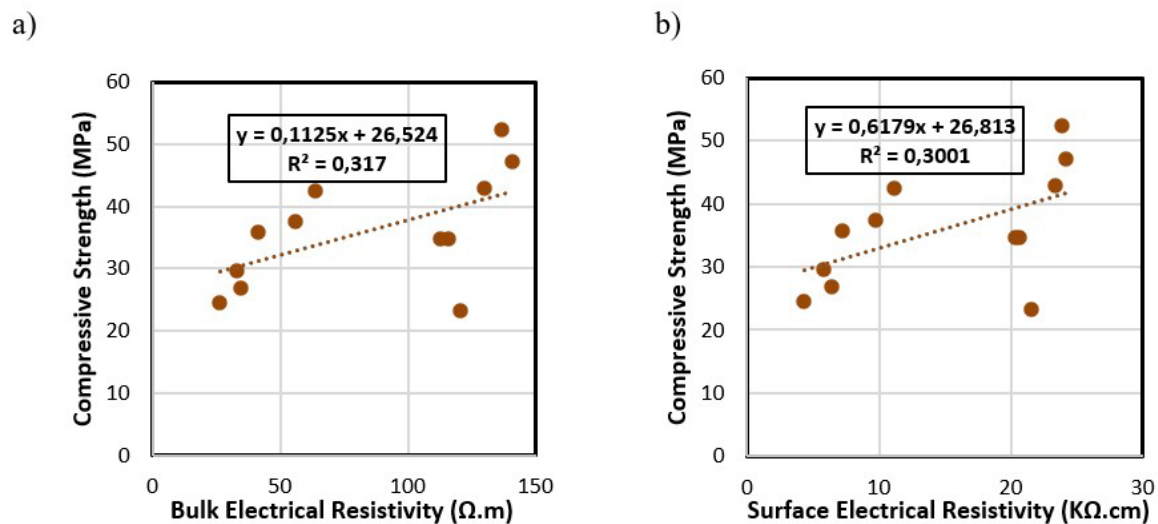 a)
60
50
40
30
20
10
0
Compressive Strength (MPa)
y = 0,1125x + 26,524
R² = 0,317
0 50 100 150
Bulk Electrical Resistivity (Ω.m)
b)
60
50
40
30
20
10
0
Compressive Strength (MPa)
y = 0,6179x + 26,813
R² = 0,3001
0 10 20 30
Surface Electrical Resistivity (KΩ.cm)